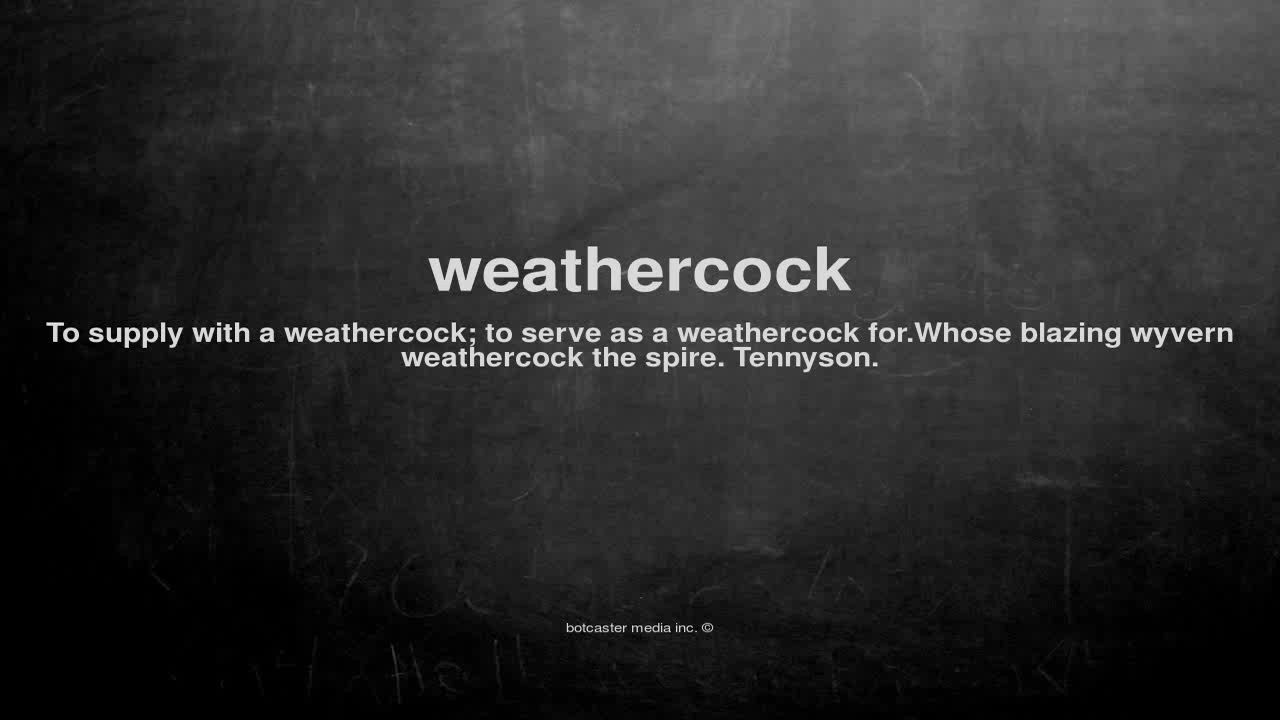 weathercock
To supply with a weathercock; to serve as a weathercock for.Whose blazing wyvern
weathercock the spire. Tennyson.
botcaster media inc. ©